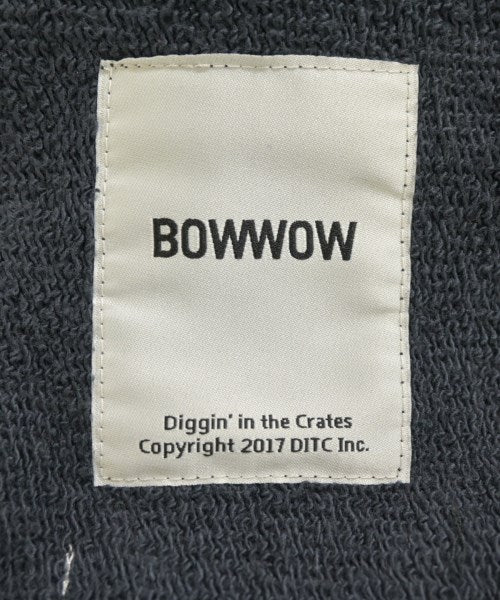 BOWWOW
Diggin' in the Crates
Copyright 2017 DITC Inc.